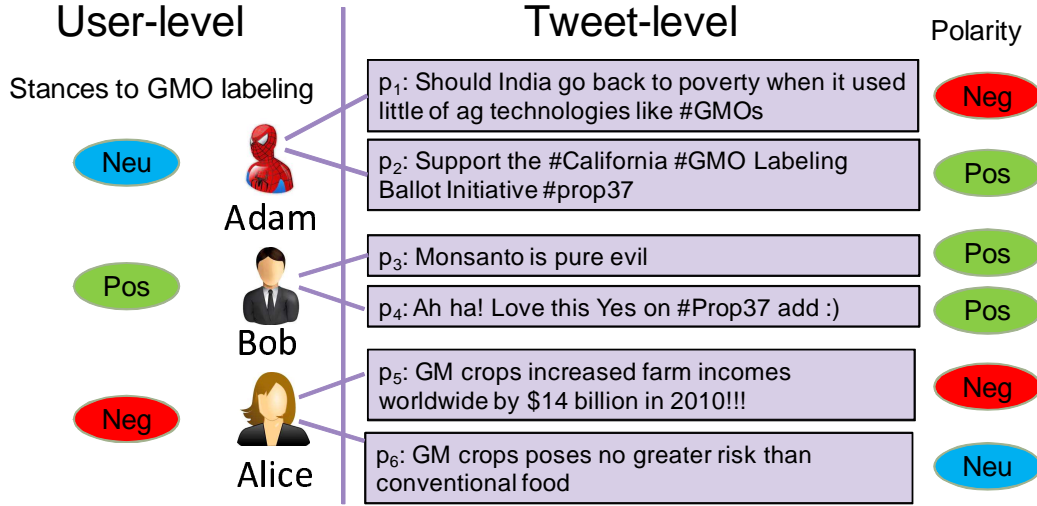 User-level
Tweet-level
Polarity
Stances to GMO labeling
p₁: Should India go back to poverty when it used
little of ag technologies like #GMOs
Neg
Neu
Adam
p₂: Support the #California #GMO Labeling
Ballot Initiative #prop37
Pos
Pos
Bob
p₃: Monsanto is pure evil
Pos
p₄: Ah ha! Love this Yes on #Prop37 add :)
Pos
Neg
Alice
p₅: GM crops increased farm incomes
worldwide by $14 billion in 2010!!!
Neg
p₆: GM crops poses no greater risk than
conventional food
Neu